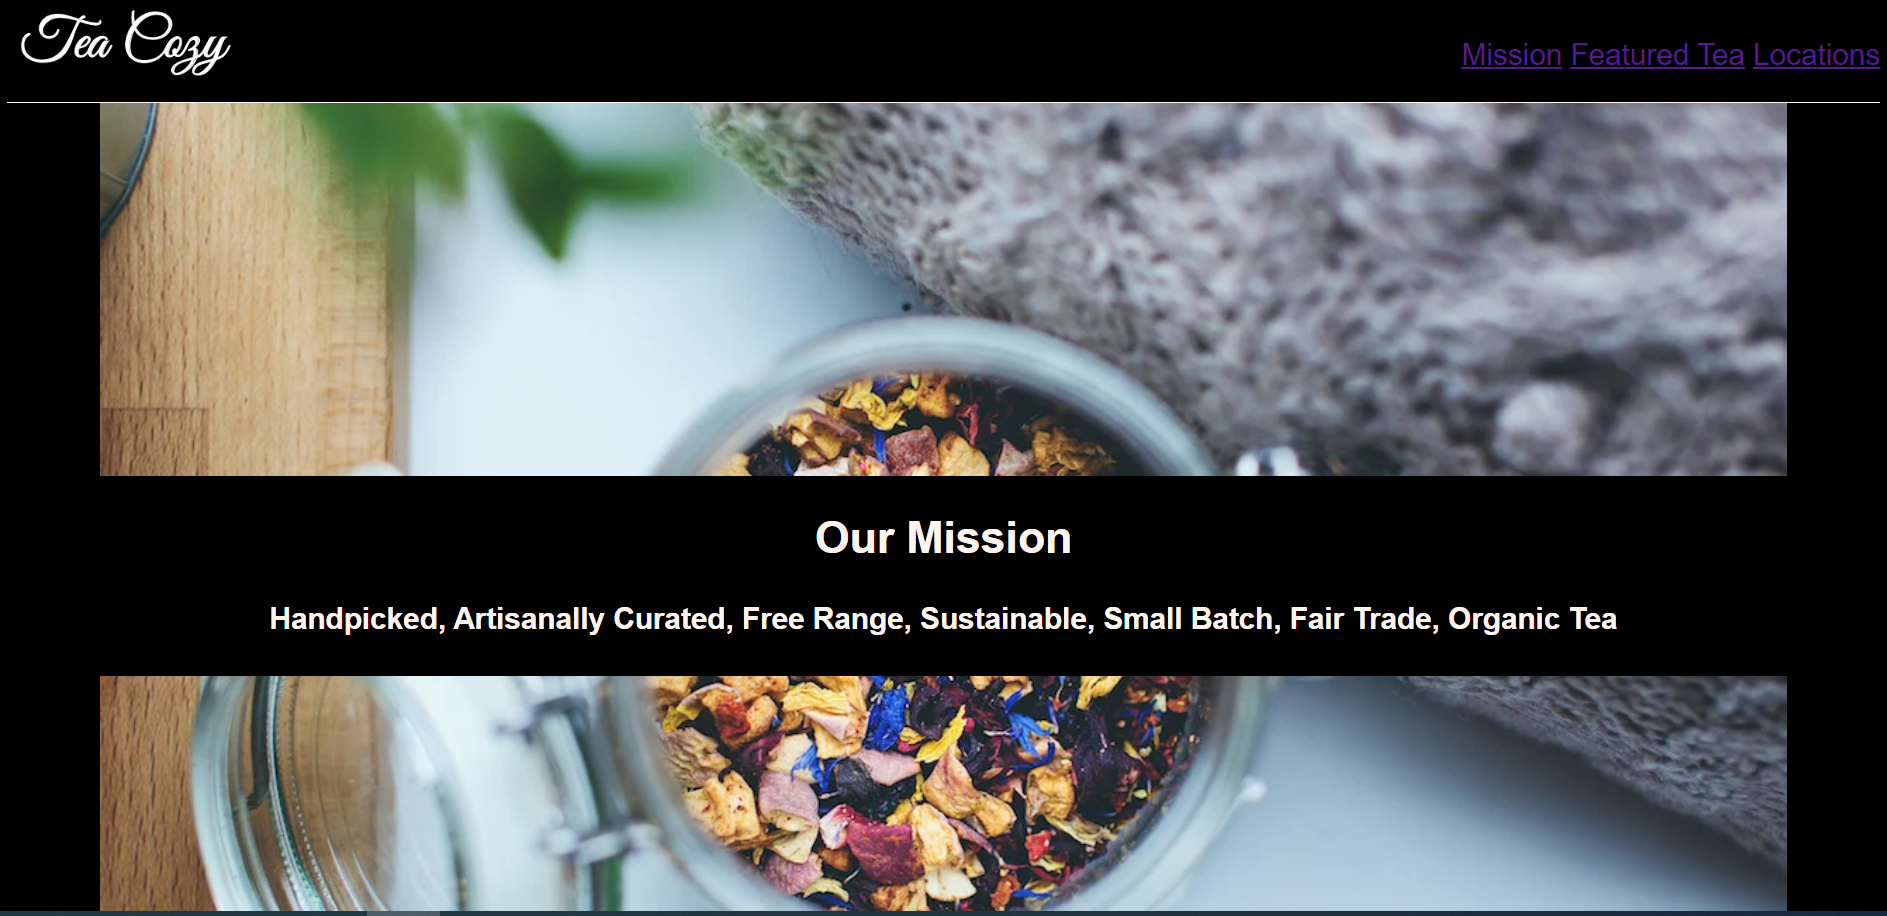 Tea Cozy
Mission Featured Tea Locations
Our Mission
Handpicked, Artisanally Curated, Free Range, Sustainable, Small Batch, Fair Trade, Organic Tea